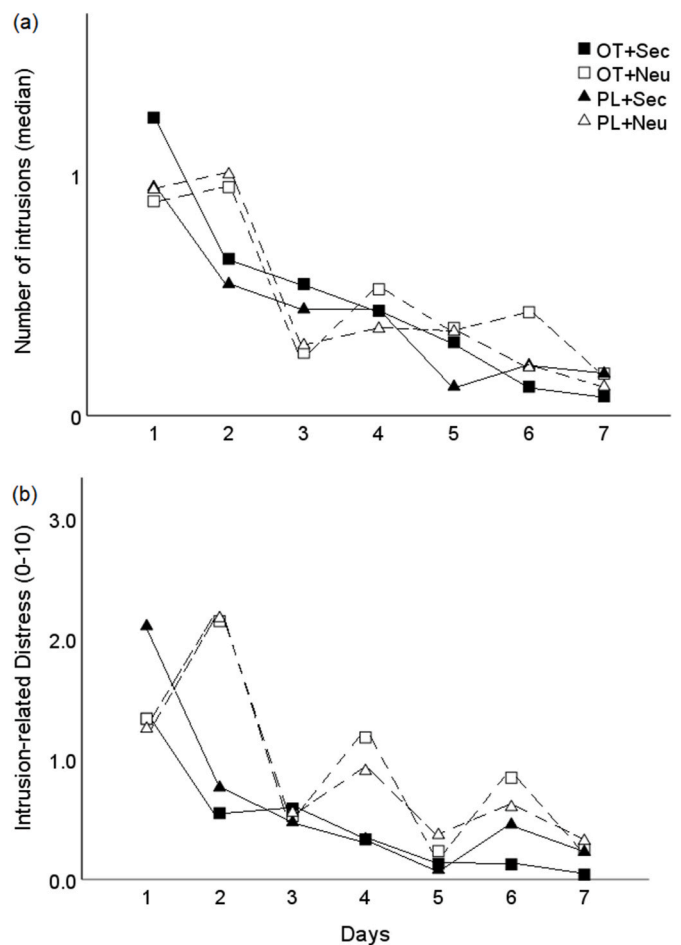 (a)
OT+Sec
OT+Neu
PL+Sec
PL+Neu
Number of intrusions (median)
1
0
1 2 3 4 5 6 7
(b)
Intrusion-related Distress (0-10)
3.0
2.0
1.0
0.0
1 2 3 4 5 6 7
Days